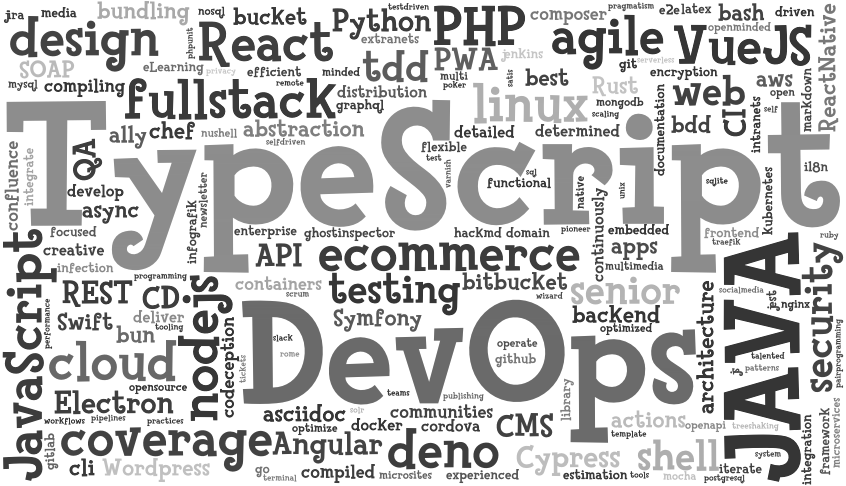 jira
media
bundling
nosql
bucket
testdriven
Python
PHP
composer
pragmatism
e2e
latex
bash
driven
design
phpunit
React
extranets
agile
openminded
VueJS
ReactNative
SOAP
eLearning
privacy
efficient
remote
minded
tdd
PWA
jenkins
git
serverless
mysql
compiling
fullstack
distribution
graphql
multi
poker
satis
best
Rust
encryption
web
aws
open
markdown
linux
mongodb
scaling
documentation
CI
intranets
self
TypeScript
ally
chef
nushell
abstraction
selfdriven
detailed
determined
bdd
flexible
test
varnish
confluence
integrate
QA
develop
async
newsletter
infografik
sql
functional
native
unix
sqlite
i18n
kubernetes
continuously
pioneer
embedded
frontend
traefik
ruby
focused
creative
infection
enterprise
ghostinspector
hackmd
domain
API
ecommerce
apps
multimedia
JavaScript
performance
programming
REST
CD
containers
scrum
testing
bitbucket
wizard
senior
JAVA
socialmedia
nginx
security
Swift
deliver
tooling
bun
nodejs
codeception
Symfony
backend
optimized
architecture
DevOps
slack
rome
operate
github
cloud
tickets
teams
publishing
talented
patterns
pairprogramming
opensource
Electron
workflows
pipelines
practices
asciidoc
solr
communities
library
optimize
docker
cordova
CMS
actions
openapi
treeshaking
template
coverage
Angular
deno
shell
system
integration
framework
microservices
gitlab
cli
Wordpress
go
terminal
compiled
microsites
experienced
Cypress
estimation
tools
mocha
iterate
postgresql